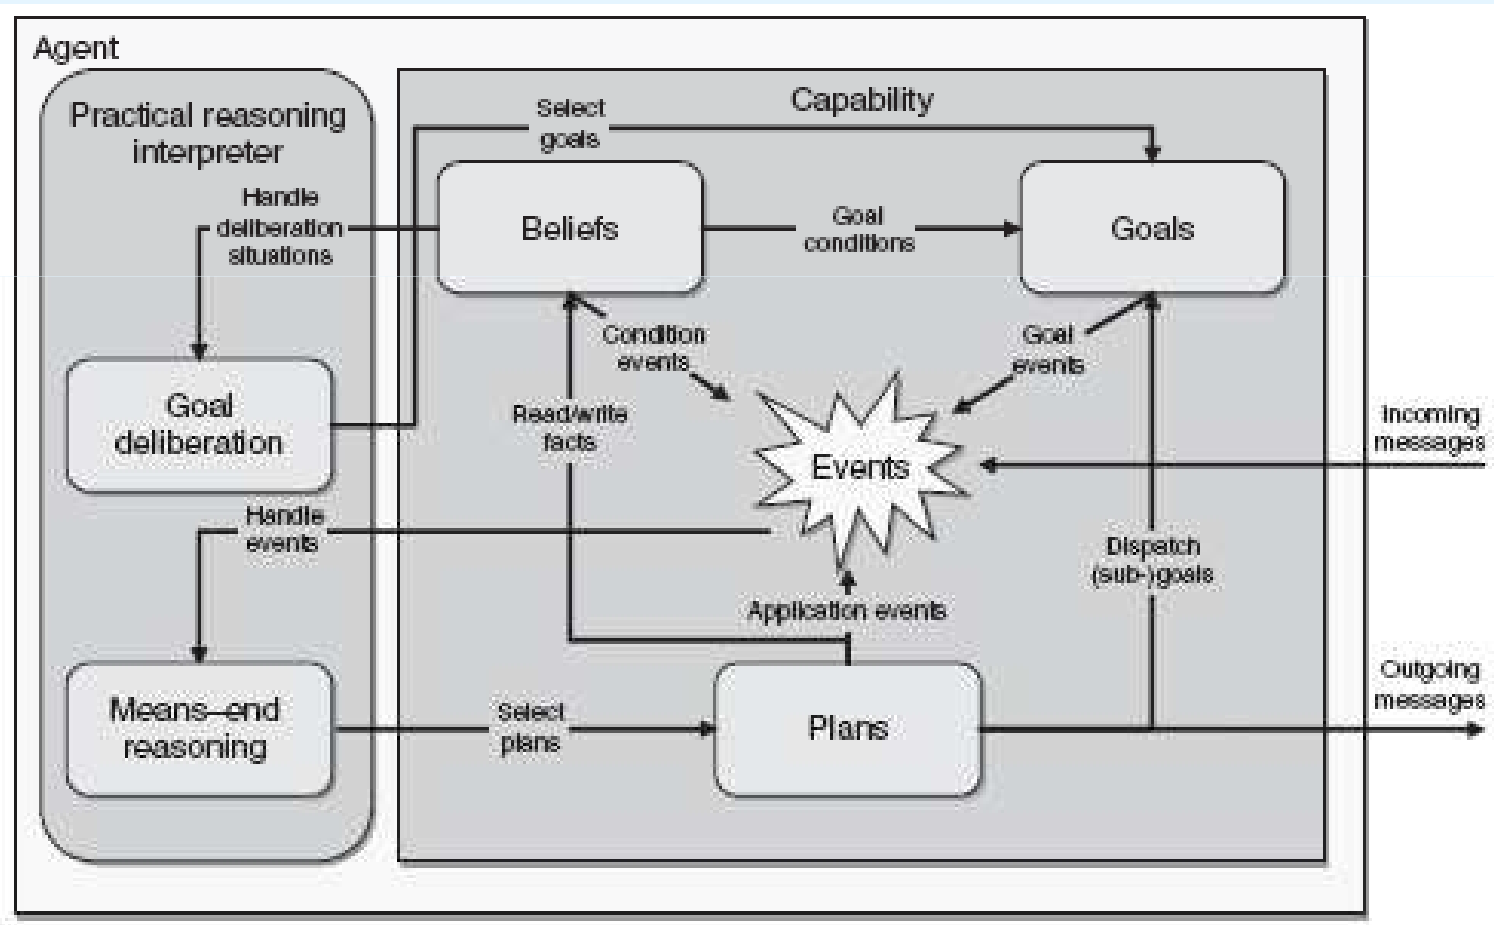 Agent
Practical reasoning
interpreter
Capability
Select
goals
Handle
deliberation
situations
Beliefs
Goal
conditions
Goals
Condition
events
Goal
events
Goal
deliberation
Read/write
facts
Events
Incoming
messages
Handle
events
Dispatch
(sub-)goals
Application events
Means–end
reasoning
Select
plans
Plans
Outgoing
messages